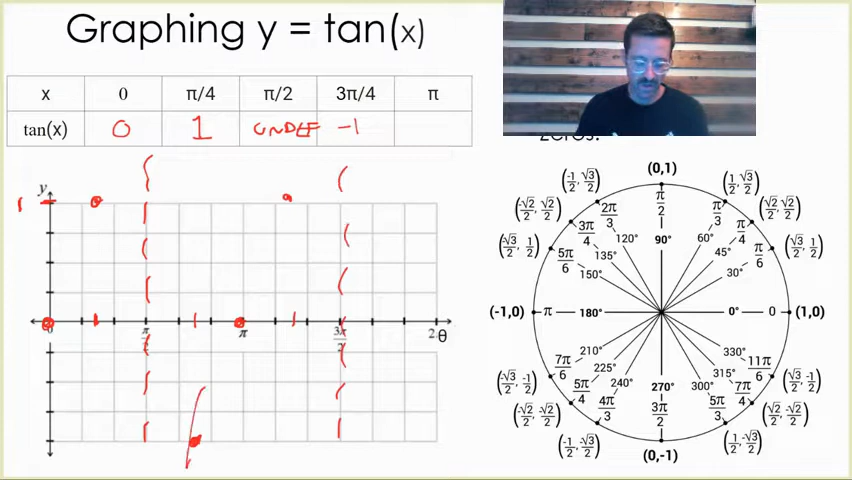 Graphing y = tan(x)
x 0 π/4 π/2 3π/4 π
tan(x) 0 1 UNDEF -1
zeros:
1 y
0 π/2 π 3π/2 2 θ
(0,1)
(-1/2, √3/2) π/2 (1/2, √3/2)
(-√2/2, √2/2) 2π/3 π/3 (√2/2, √2/2)
3π/4 120° 90° 60° π/4
(-√3/2, 1/2) 5π/6 135° 45° π/6 (√3/2, 1/2)
150° 30°
(-1,0) π 180° 0° 0 (1,0)
210° 330°
(-√3/2, -1/2) 7π/6 225° 315° 11π/6 (√3/2, -1/2)
5π/4 240° 270° 300° 7π/4
(-√2/2, -√2/2) 4π/3 3π/2 5π/3 (√2/2, -√2/2)
(-1/2, -√3/2) (1/2, -√3/2)
(0,-1)